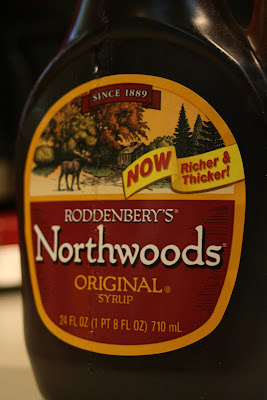 SINCE 1889
NOW Richer &
Thicker!
RODDENBERY'S®
Northwoods®
ORIGINAL®
SYRUP
24 FL OZ (1 PT 8 FL OZ) 710 mL